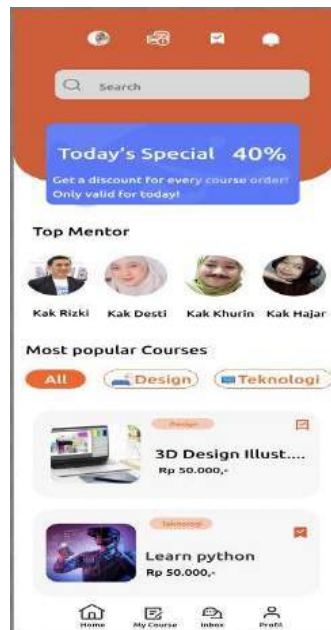 Search
Today's Special 40%
Get a discount for every course order!
Only valid for today!
Top Mentor
Kak Rizki Kak Desti Kak Khurin Kak Hajar
Most popular Courses
All Design Teknologi
Design
3D Design Illust....
Rp 50.000,-
Teknologi
Learn python
Rp 50.000,-
Home My Course Inbox Profil